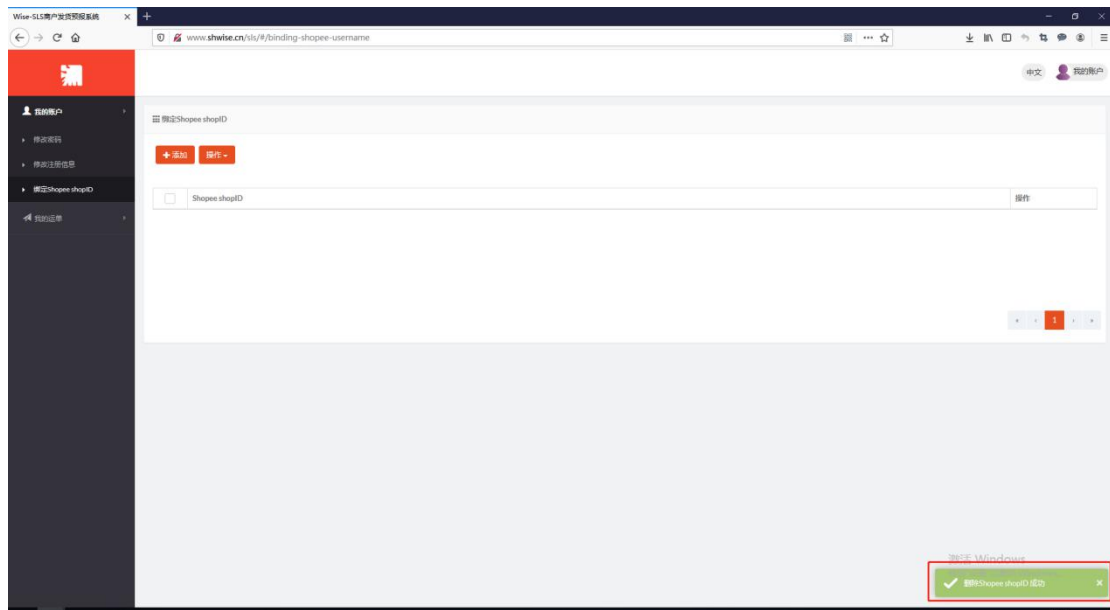 Wise-SLS商户发货预报系统
www.shwise.cn/sls/#/binding-shopee-username
中文 我的账户
我的账户
绑定Shopee shopID
修改密码
+添加 操作
修改注册信息
绑定Shopee shopID
Shopee shopID 操作
我的运单
« ‹ 1 › »
激活 Windows
删除Shopee shopID 成功